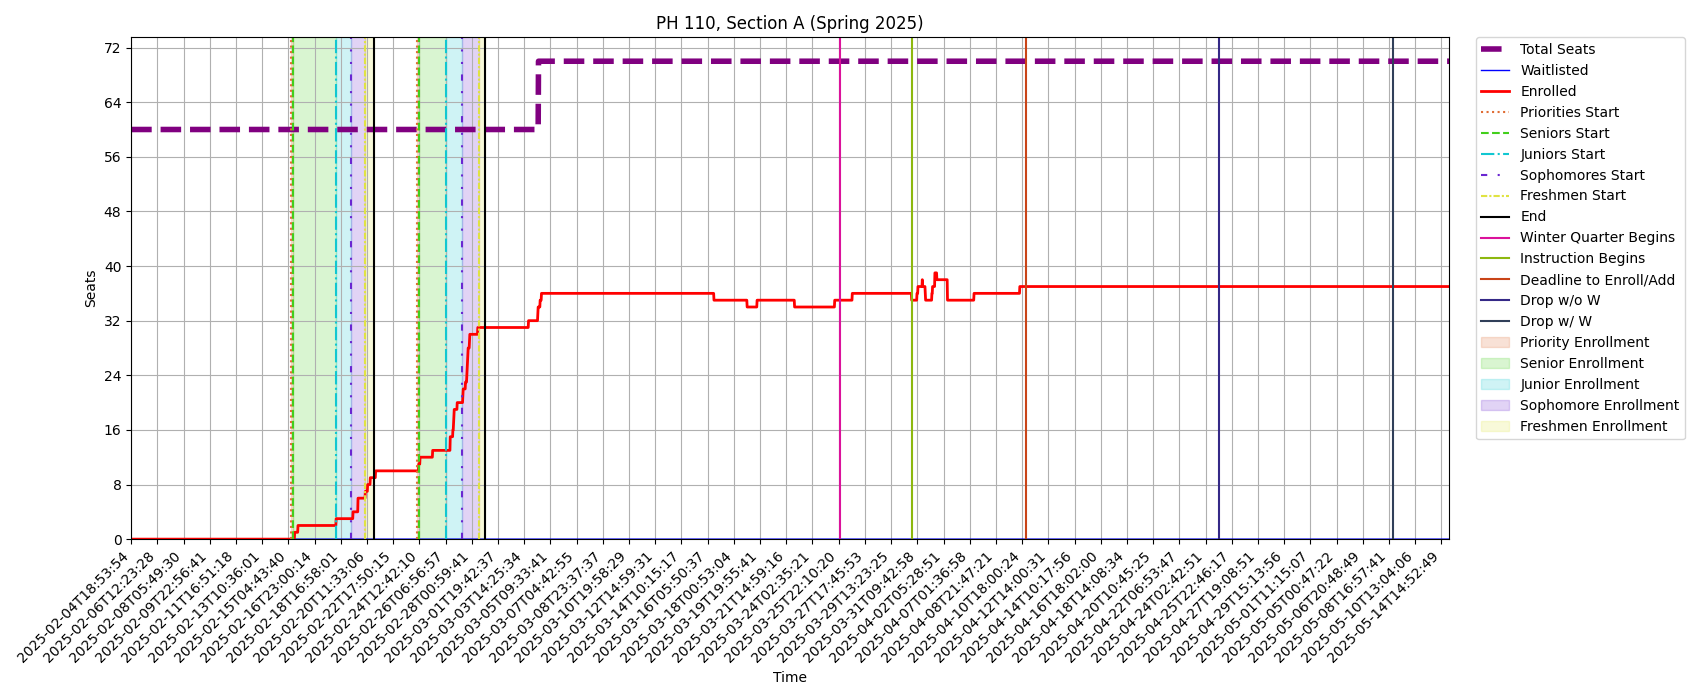 PH 110, Section A (Spring 2025)
72
64
56
48
40
32
24
16
8
0
Seats
2025-02-04T18:53:54
2025-02-06T12:23:28
2025-02-08T05:49:30
2025-02-09T22:56:41
2025-02-11T16:51:18
2025-02-13T10:36:01
2025-02-15T04:43:40
2025-02-16T23:00:14
2025-02-18T16:58:01
2025-02-20T11:33:06
2025-02-22T17:50:15
2025-02-24T12:42:10
2025-02-26T06:56:57
2025-02-28T00:59:41
2025-03-01T19:42:37
2025-03-03T14:25:34
2025-03-05T09:33:41
2025-03-07T04:42:55
2025-03-08T23:37:37
2025-03-10T19:58:29
2025-03-12T14:59:31
2025-03-14T10:15:17
2025-03-16T05:50:37
2025-03-18T00:53:04
2025-03-19T19:55:41
2025-03-21T14:59:16
2025-03-24T02:35:21
2025-03-25T22:10:20
2025-03-27T17:45:53
2025-03-29T13:23:25
2025-03-31T09:42:58
2025-04-02T05:28:51
2025-04-07T01:36:58
2025-04-08T21:47:21
2025-04-10T18:00:24
2025-04-12T14:00:31
2025-04-14T10:17:56
2025-04-16T18:02:00
2025-04-18T14:08:34
2025-04-20T10:45:25
2025-04-22T06:53:47
2025-04-24T02:42:51
2025-04-25T22:46:17
2025-04-27T19:08:51
2025-04-29T15:13:56
2025-05-01T11:15:07
2025-05-05T00:47:22
2025-05-06T20:48:49
2025-05-08T16:57:41
2025-05-10T13:04:06
2025-05-14T14:52:49
Time
Total Seats
Waitlisted
Enrolled
Priorities Start
Seniors Start
Juniors Start
Sophomores Start
Freshmen Start
End
Winter Quarter Begins
Instruction Begins
Deadline to Enroll/Add
Drop w/o W
Drop w/ W
Priority Enrollment
Senior Enrollment
Junior Enrollment
Sophomore Enrollment
Freshmen Enrollment